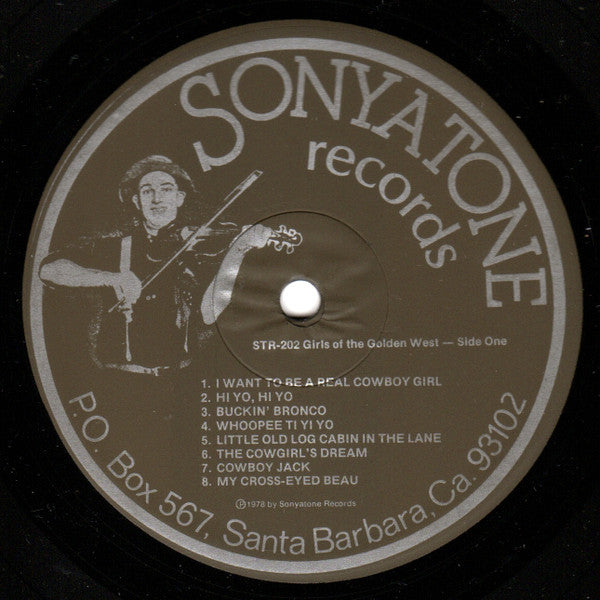 SONYATONE
records
STR-202 Girls of the Golden West — Side One
1. I WANT TO BE A REAL COWBOY GIRL
2. HI YO, HI YO
3. BUCKIN' BRONCO
4. WHOOPEE TI YI YO
5. LITTLE OLD LOG CABIN IN THE LANE
6. THE COWGIRL'S DREAM
7. COWBOY JACK
8. MY CROSS-EYED BEAU
℗1978 by Sonyatone Records
P.O. Box 567, Santa Barbara, Ca. 93102